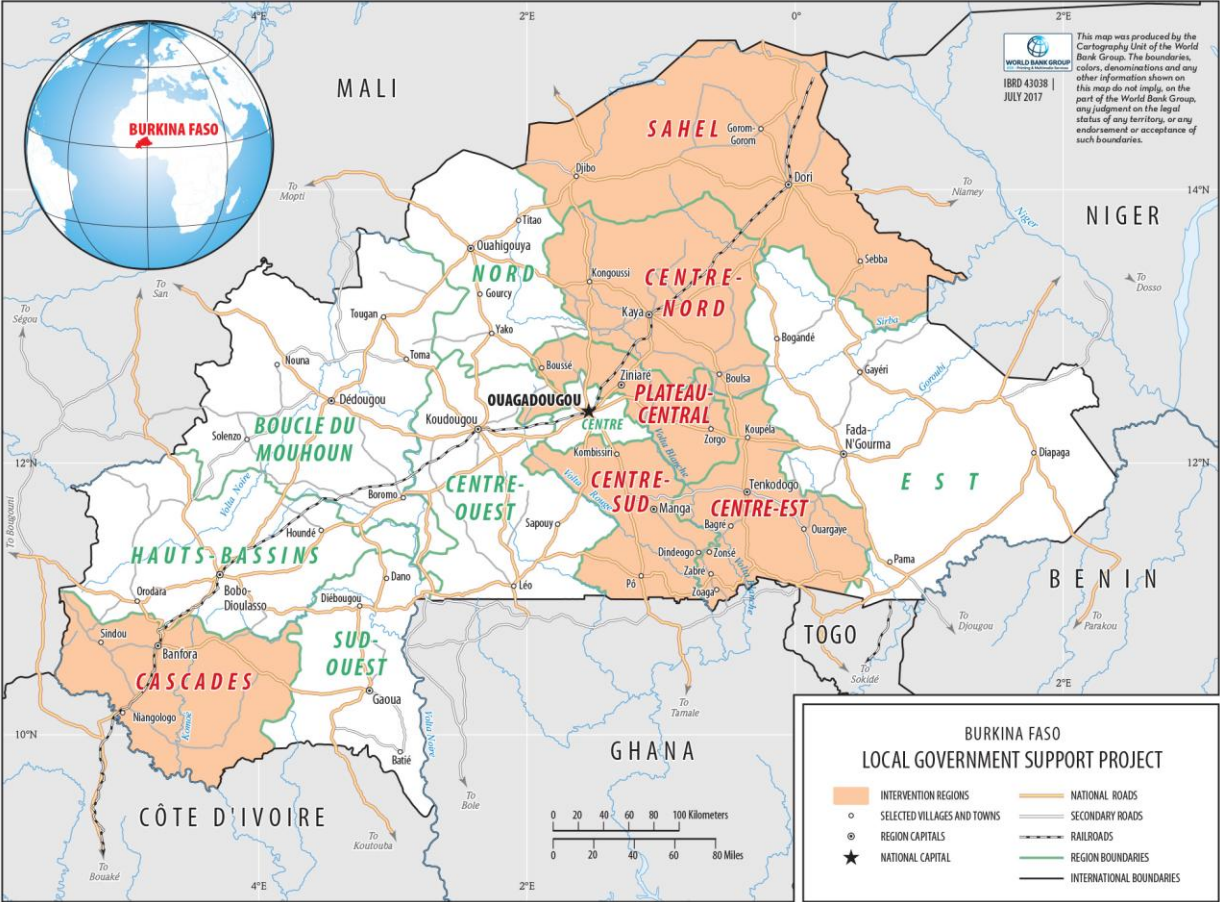 4°E
2°E
0°
2°E
This map was produced by the
Cartography Unit of the World
Bank Group. The boundaries,
colors, denominations and any
other information shown on
this map do not imply, on the
part of the World Bank Group,
any judgment on the legal
status of any territory, or any
endorsement or acceptance of
such boundaries.
WORLD BANK GROUP
IBRD 43038 |
JULY 2017
BURKINA FASO
MALI
SAHEL
Gorom-
Gorom
Djibo
Dori
To
Mopti
To
Niamey
14°N
14°N
Niger
NIGER
Titao
Ouahigouya
NORD
Gourcy
Kongoussi
CENTRE-
NORD
Sebba
To
San
To
Dosso
To
Ségou
Tougan
Yako
Kaya
Sirba
Bogandé
Nouna
Toma
Boussé
Ziniare
Boulsa
Gayéri
Goroubi
Dédougou
OUAGADOUGOU
PLATEAU-
CENTRAL
BOUCLE DU
MOUHOUN
Koudougou
CENTRE
Zorgo
Koupéla
Fada-
N'Gourma
Solenzo
Kombissiri
Volta Blanche
Diapaga
12°N
12°N
Volta Noire
Boromo
CENTRE-
OUEST
Volta Rouge
CENTRE-
SUD
Manga
Tenkodogo
CENTRE-EST
EST
To Bougouni
Houndé
Sapouy
Bagré
Ouargaye
HAUTS-BASSINS
Dindeogo
Zonsé
Pama
Orodara
Bobo-
Dioulasso
Dano
Léo
Pô
Zabré
Zoaga
Volta Blanche
BENIN
Diébougou
Sindou
Banfora
SUD-
OUEST
TOGO
To
Djougou
To
Parakou
CASCADES
Gaoua
To
Sokidé
2°E
Niangologo
Komoé
To
Tamale
10°N
Batié
Volta Noire
GHANA
To
Bole
CÔTE D'IVOIRE
To
Koutouba
To
Bouaké
0 20 40 60 80 100 Kilometers
0 20 40 60 80 Miles
4°E
2°E
BURKINA FASO
LOCAL GOVERNMENT SUPPORT PROJECT
INTERVENTION REGIONS
SELECTED VILLAGES AND TOWNS
REGION CAPITALS
NATIONAL CAPITAL
NATIONAL ROADS
SECONDARY ROADS
RAILROADS
REGION BOUNDARIES
INTERNATIONAL BOUNDARIES